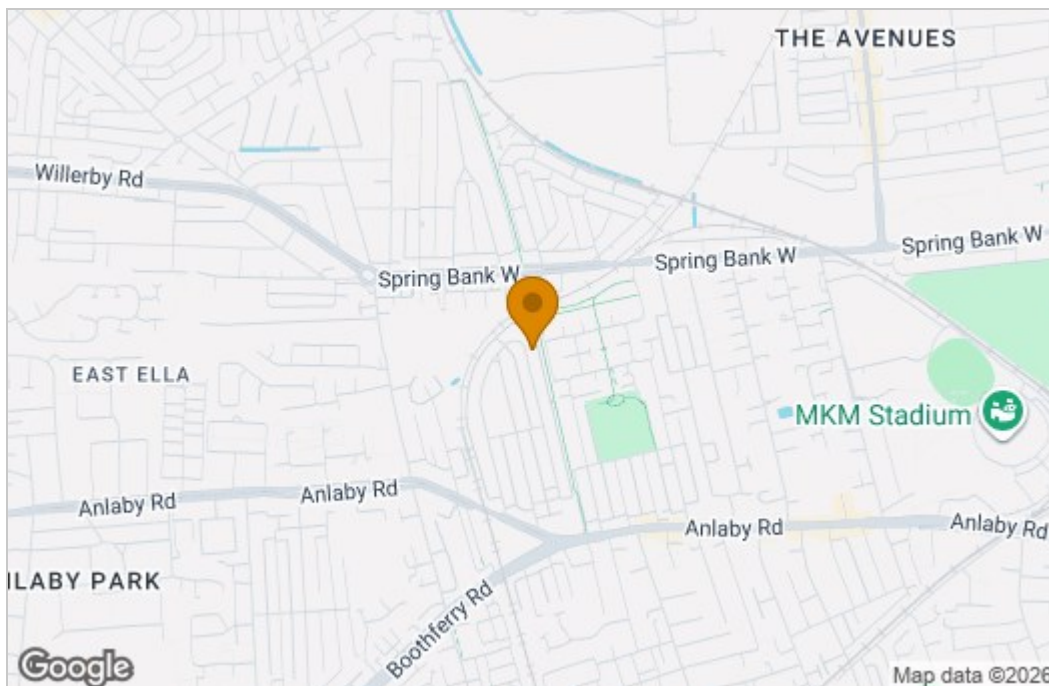 THE AVENUES
Willerby Rd
Spring Bank W
Spring Bank W
Spring Bank W
EAST ELLA
MKM Stadium
Anlaby Rd
Anlaby Rd
Anlaby Rd
Anlaby Rd
NLABY PARK
Boothferry Rd
Google
Map data ©2026